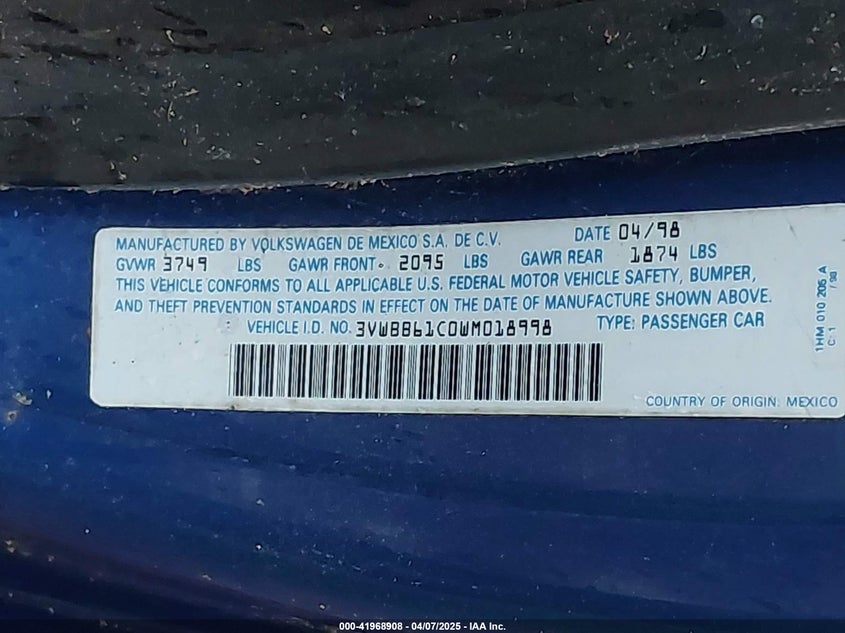 MANUFACTURED BY VOLKSWAGEN DE MEXICO S.A. DE C.V. DATE 04/98
GVWR 3749 LBS GAWR FRONT 2095 LBS GAWR REAR 1874 LBS
THIS VEHICLE CONFORMS TO ALL APPLICABLE U.S. FEDERAL MOTOR VEHICLE SAFETY, BUMPER,
AND THEFT PREVENTION STANDARDS IN EFFECT ON THE DATE OF MANUFACTURE SHOWN ABOVE.
VEHICLE I.D. NO. 3VWBB61C0WM018998 TYPE: PASSENGER CAR
COUNTRY OF ORIGIN: MEXICO
1HM 010 205 A
C: 1 / 98
000-41968908 - 04/07/2025 - IAA Inc.